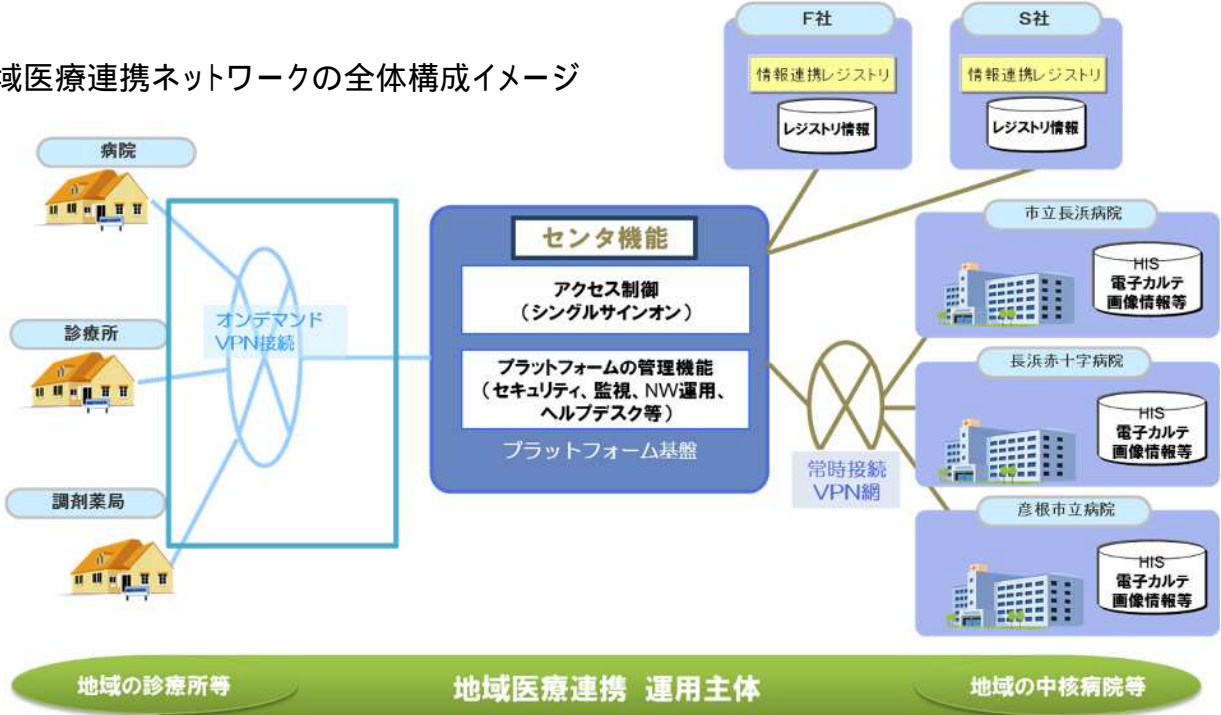 域医療連携ネットワークの全体構成イメージ
F社
情報連携レジストリ
レジストリ情報
S社
情報連携レジストリ
レジストリ情報
病院
診療所
調剤薬局
オンデマンド
VPN接続
センタ機能
アクセス制御
（シングルサインオン）
プラットフォームの管理機能
（セキュリティ、監視、NW運用、
ヘルプデスク等）
プラットフォーム基盤
常時接続
VPN網
市立長浜病院
HIS
電子カルテ
画像情報等
長浜赤十字病院
HIS
電子カルテ
画像情報等
彦根市立病院
HIS
電子カルテ
画像情報等
地域の診療所等
地域医療連携 運用主体
地域の中核病院等